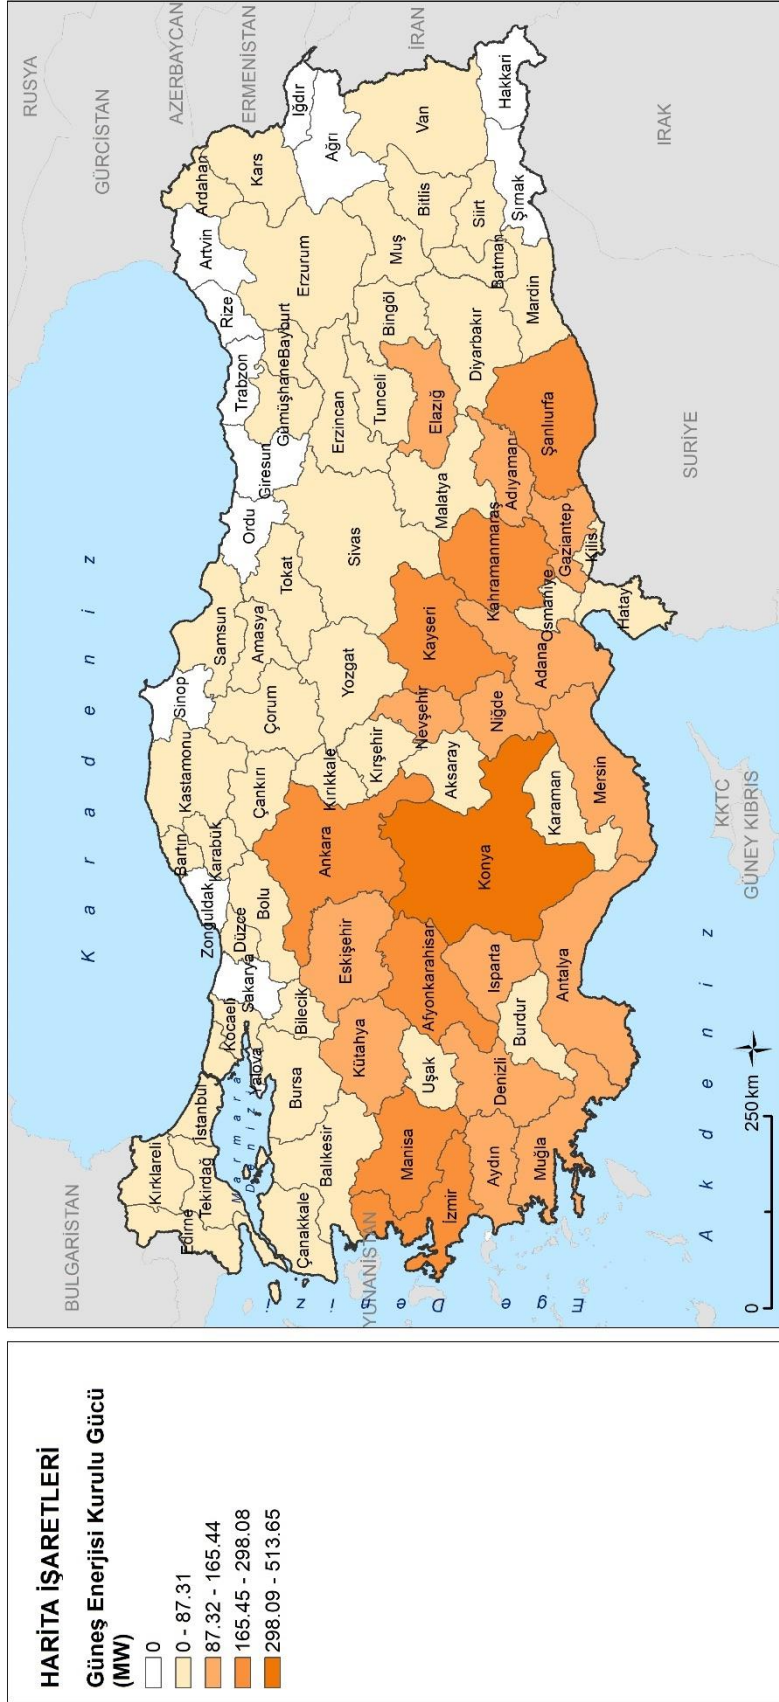 HARİTA İŞARETLERİ
Güneş Enerjisi Kurulu Gücü
(MW)
0
0 - 87.31
87.32 - 165.44
165.45 - 298.08
298.09 - 513.65
BULGARİSTAN
YUNANİSTAN
RUSYA
GÜRCİSTAN
AZERBAYCAN
ERMENİSTAN
İRAN
IRAK
SURİYE
KKTC
GÜNEY KIBRIS
Karadeniz
Marmara
Denizi
Ege Denizi
Akdeniz
Kırklareli
Edirne
Tekirdağ
İstanbul
Kocaeli
Yalova
Sakarya
Düzce
Zonguldak
Bartın
Karabük
Kastamonu
Sinop
Samsun
Ordu
Giresun
Trabzon
Rize
Artvin
Ardahan
Kars
Iğdır
Ağrı
Çanakkale
Balıkesir
Bursa
Bilecik
Bolu
Çankırı
Çorum
Amasya
Tokat
Gümüşhane
Bayburt
Erzurum
Erzincan
Sivas
Yozgat
Kırıkkale
Kırşehir
Ankara
Eskişehir
Kütahya
Manisa
İzmir
Uşak
Afyonkarahisar
Konya
Aksaray
Nevşehir
Kayseri
Malatya
Elazığ
Tunceli
Bingöl
Muş
Bitlis
Van
Hakkari
Şırnak
Siirt
Batman
Mardin
Diyarbakır
Şanlıurfa
Adıyaman
Kahramanmaraş
Gaziantep
Kilis
Osmaniye
Hatay
Adana
Niğde
Mersin
Karaman
Antalya
Isparta
Burdur
Denizli
Aydın
Muğla
0
250 km